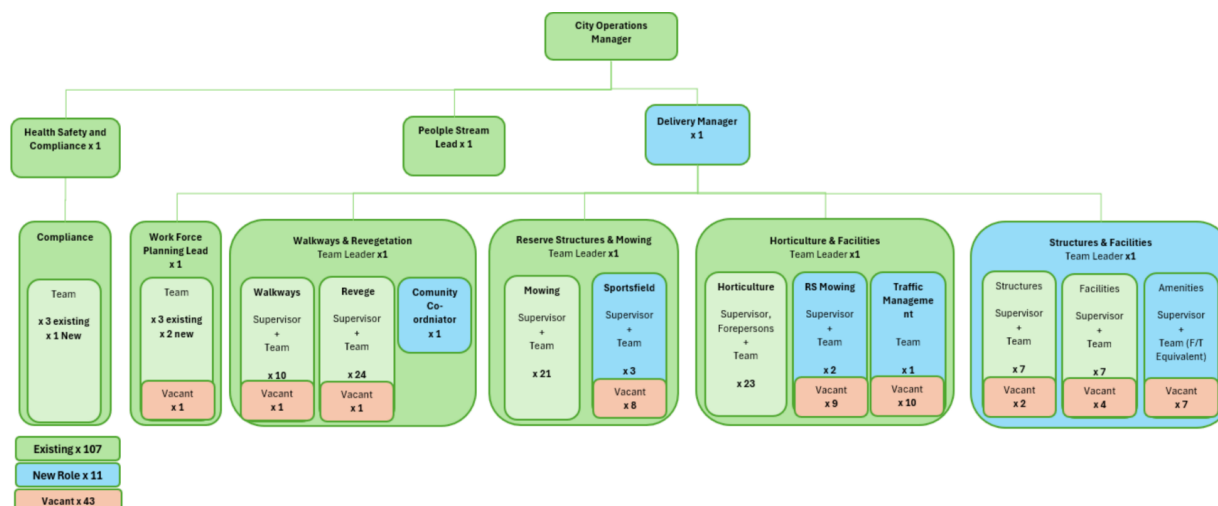 City Operations
Manager
Health Safety and
Compliance x 1
Peolple Stream
Lead x 1
Delivery Manager
x 1
Compliance
Team
x 3 existing
x 1 New
Work Force
Planning Lead
x 1
Team
x 3 existing
x 2 new
Vacant
x 1
Walkways & Revegetation
Team Leader x1
Walkways
Supervisor
+
Team
x 10
Vacant
x 1
Revege
Supervisor
+
Team
x 24
Vacant
x 1
Comunity
Co-
ordniator
x 1
Reserve Structures & Mowing
Team Leader x1
Mowing
Supervisor
+
Team
x 21
Sportsfield
Supervisor
+
Team
x 3
Vacant
x 8
Horticulture & Facilities
Team Leader x1
Horticulture
Supervisor,
Forepersons
+
Team
x 23
RS Mowing
Supervisor
+
Team
x 2
Vacant
x 9
Traffic
Manageme
nt
Team
x 1
Vacant
x 10
Structures & Facilities
Team Leader x1
Structures
Supervisor
+
Team
x 7
Vacant
x 2
Facilities
Supervisor
+
Team
x 7
Vacant
x 4
Amenities
Supervisor
+
Team (F/T
Equivalent)
Vacant
x 7
Existing x 107
New Role x 11
Vacant x 43